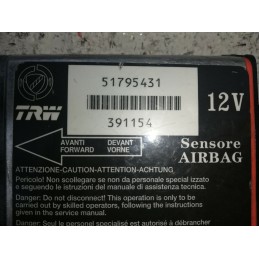 51795431
TRW
391154
12V
AVANTI DEVANT
FORWARD VORNE
Sensore
AIRBAG
ATTENZIONE-CAUTION-ATTENTION-ACHTUNG
Pericolo! Non scollegare se non da personale specializzato
e seguendo le istruzioni del manuale di assistenza tecnica.
Danger: Do not disconnect! This operation is only to
be carried out by skilled operators, following the instructions
given in the service manual.
Danger! Seul le personal spécialisé est autorisé à débrancher